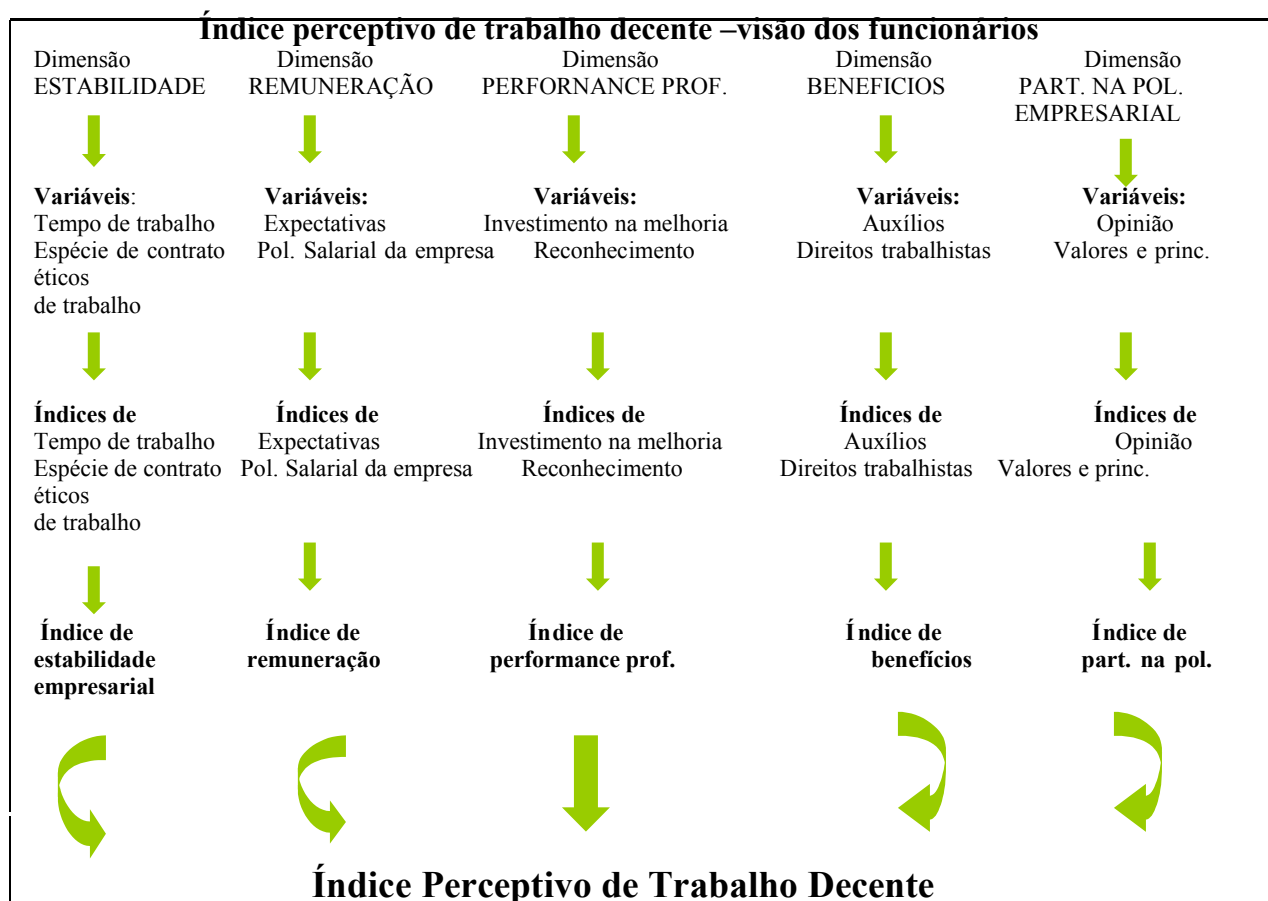 Índice perceptivo de trabalho decente –visão dos funcionários
Dimensão Dimensão Dimensão Dimensão Dimensão
ESTABILIDADE REMUNERAÇÃO PERFORNANCE PROF. BENEFICIOS PART. NA POL.
EMPRESARIAL
Variáveis: Variáveis: Variáveis: Variáveis: Variáveis:
Tempo de trabalho Expectativas Investimento na melhoria Auxílios Opinião
Espécie de contrato Pol. Salarial da empresa Reconhecimento Direitos trabalhistas Valores e princ.
éticos
de trabalho
Índices de Índices de Índices de Índices de Índices de
Tempo de trabalho Expectativas Investimento na melhoria Auxílios Opinião
Espécie de contrato Pol. Salarial da empresa Reconhecimento Direitos trabalhistas Valores e princ.
éticos
de trabalho
Índice de Índice de Índice de Índice de Índice de
estabilidade remuneração performance prof. benefícios part. na pol.
empresarial
Índice Perceptivo de Trabalho Decente